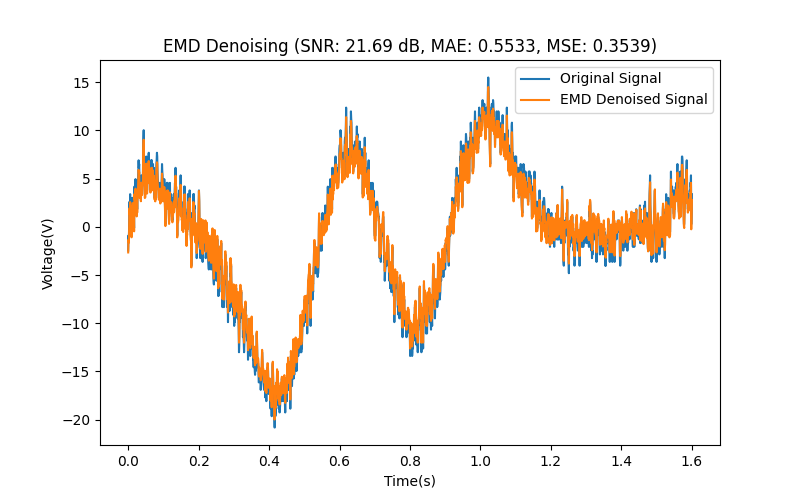 EMD Denoising (SNR: 21.69 dB, MAE: 0.5533, MSE: 0.3539)
Original Signal
EMD Denoised Signal
15
10
5
0
−5
−10
−15
−20
Voltage(V)
0.0 0.2 0.4 0.6 0.8 1.0 1.2 1.4 1.6
Time(s)